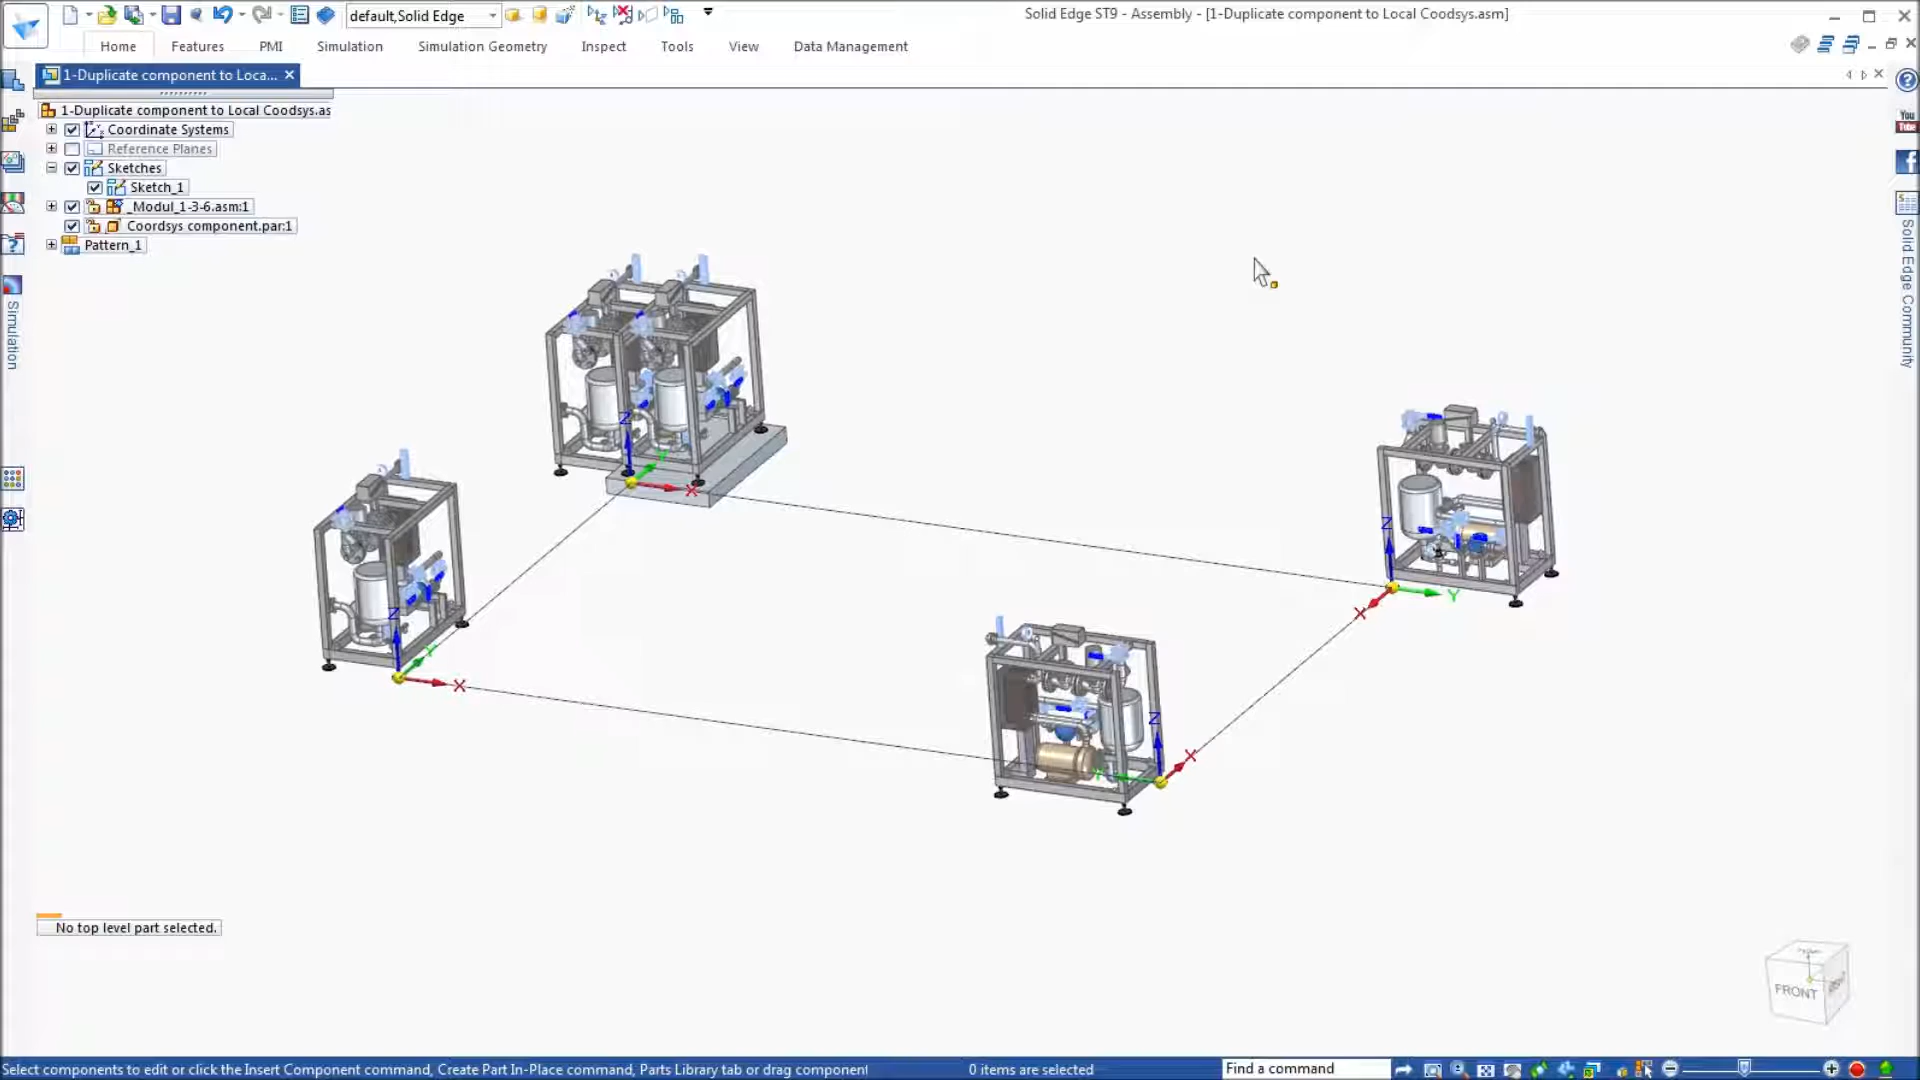 default,Solid Edge
Solid Edge ST9 - Assembly - [1-Duplicate component to Local Coodsys.asm]
Home Features PMI Simulation Simulation Geometry Inspect Tools View Data Management
1-Duplicate component to Loca...
1-Duplicate component to Local Coodsys.as
Coordinate Systems
Reference Planes
Sketches
Sketch_1
_Modul_1-3-6.asm:1
Coordsys component.par:1
Pattern_1
Simulation
You
Tube
Solid Edge Community
Z
Y
X
Z
Y
X
Z
Y
X
Z
Y
X
No top level part selected.
FRONT
Select components to edit or click the Insert Component command, Create Part In-Place command, Parts Library tab or drag component
0 items are selected
Find a command